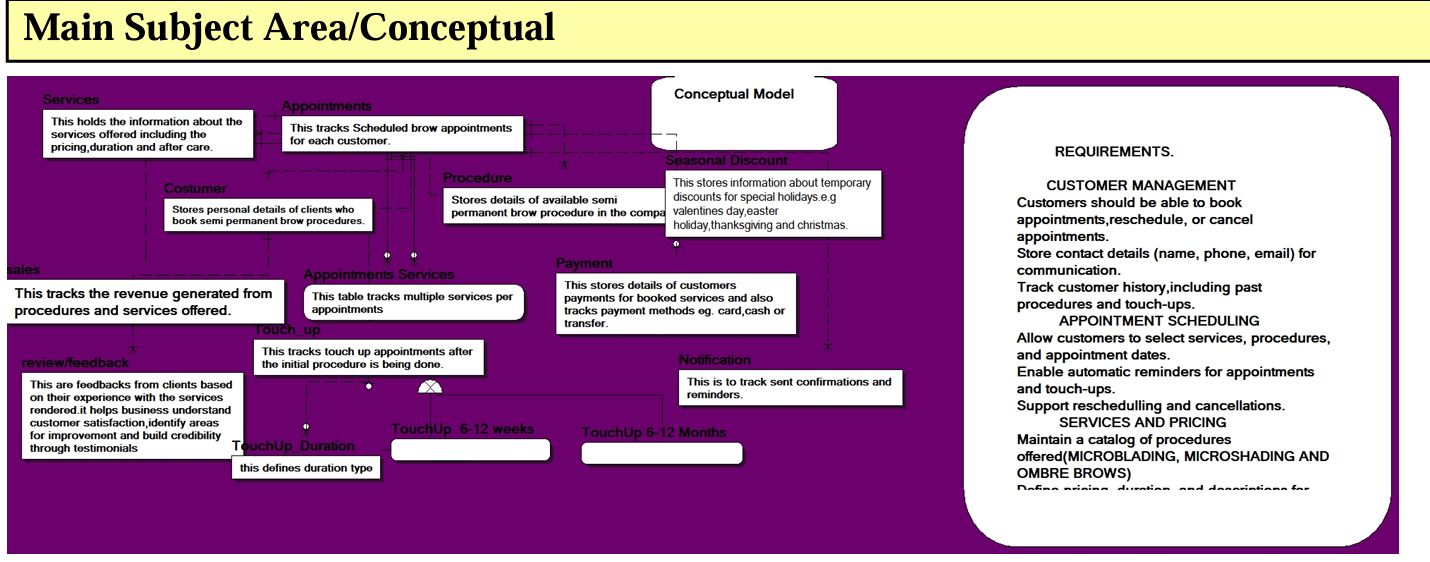 Main Subject Area/Conceptual
Services
This holds the information about the
services offered including the
pricing,duration and after care.
Appointments
This tracks Scheduled brow appointments
for each customer.
Conceptual Model
Costumer
Stores personal details of clients who
book semi permanent brow procedures.
Procedure
Stores details of available semi
permanent brow procedure in the compa
Seasonal Discount
This stores information about temporary
discounts for special holidays.e.g
valentines day,easter
holiday,thanksgiving and christmas.
sales
This tracks the revenue generated from
procedures and services offered.
Appointments Services
This table tracks multiple services per
appointments
Payment
This stores details of customers
payments for booked services and also
tracks payment methods eg. card,cash or
transfer.
Touch_up
This tracks touch up appointments after
the initial procedure is being done.
review/feedback
This are feedbacks from clients based
on their experience with the services
rendered.it helps business understand
customer satisfaction,identify areas
for improvement and build credibility
through testimonials
Notification
This is to track sent confirmations and
reminders.
TouchUp_Duration
this defines duration type
TouchUp_6-12 weeks
TouchUp 6-12 Months
REQUIREMENTS.
CUSTOMER MANAGEMENT
Customers should be able to book
appointments,reschedule, or cancel
appointments.
Store contact details (name, phone, email) for
communication.
Track customer history,including past
procedures and touch-ups.
APPOINTMENT SCHEDULING
Allow customers to select services, procedures,
and appointment dates.
Enable automatic reminders for appointments
and touch-ups.
Support reschedulling and cancellations.
SERVICES AND PRICING
Maintain a catalog of procedures
offered(MICROBLADING, MICROSHADING AND
OMBRE BROWS)
Define pricing, duration, and descriptions for